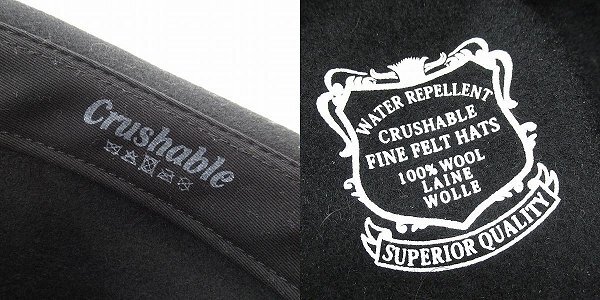 Crushable
WATER REPELLENT
CRUSHABLE
FINE FELT HATS
100% WOOL
LAINE
WOLLE
SUPERIOR QUALITY